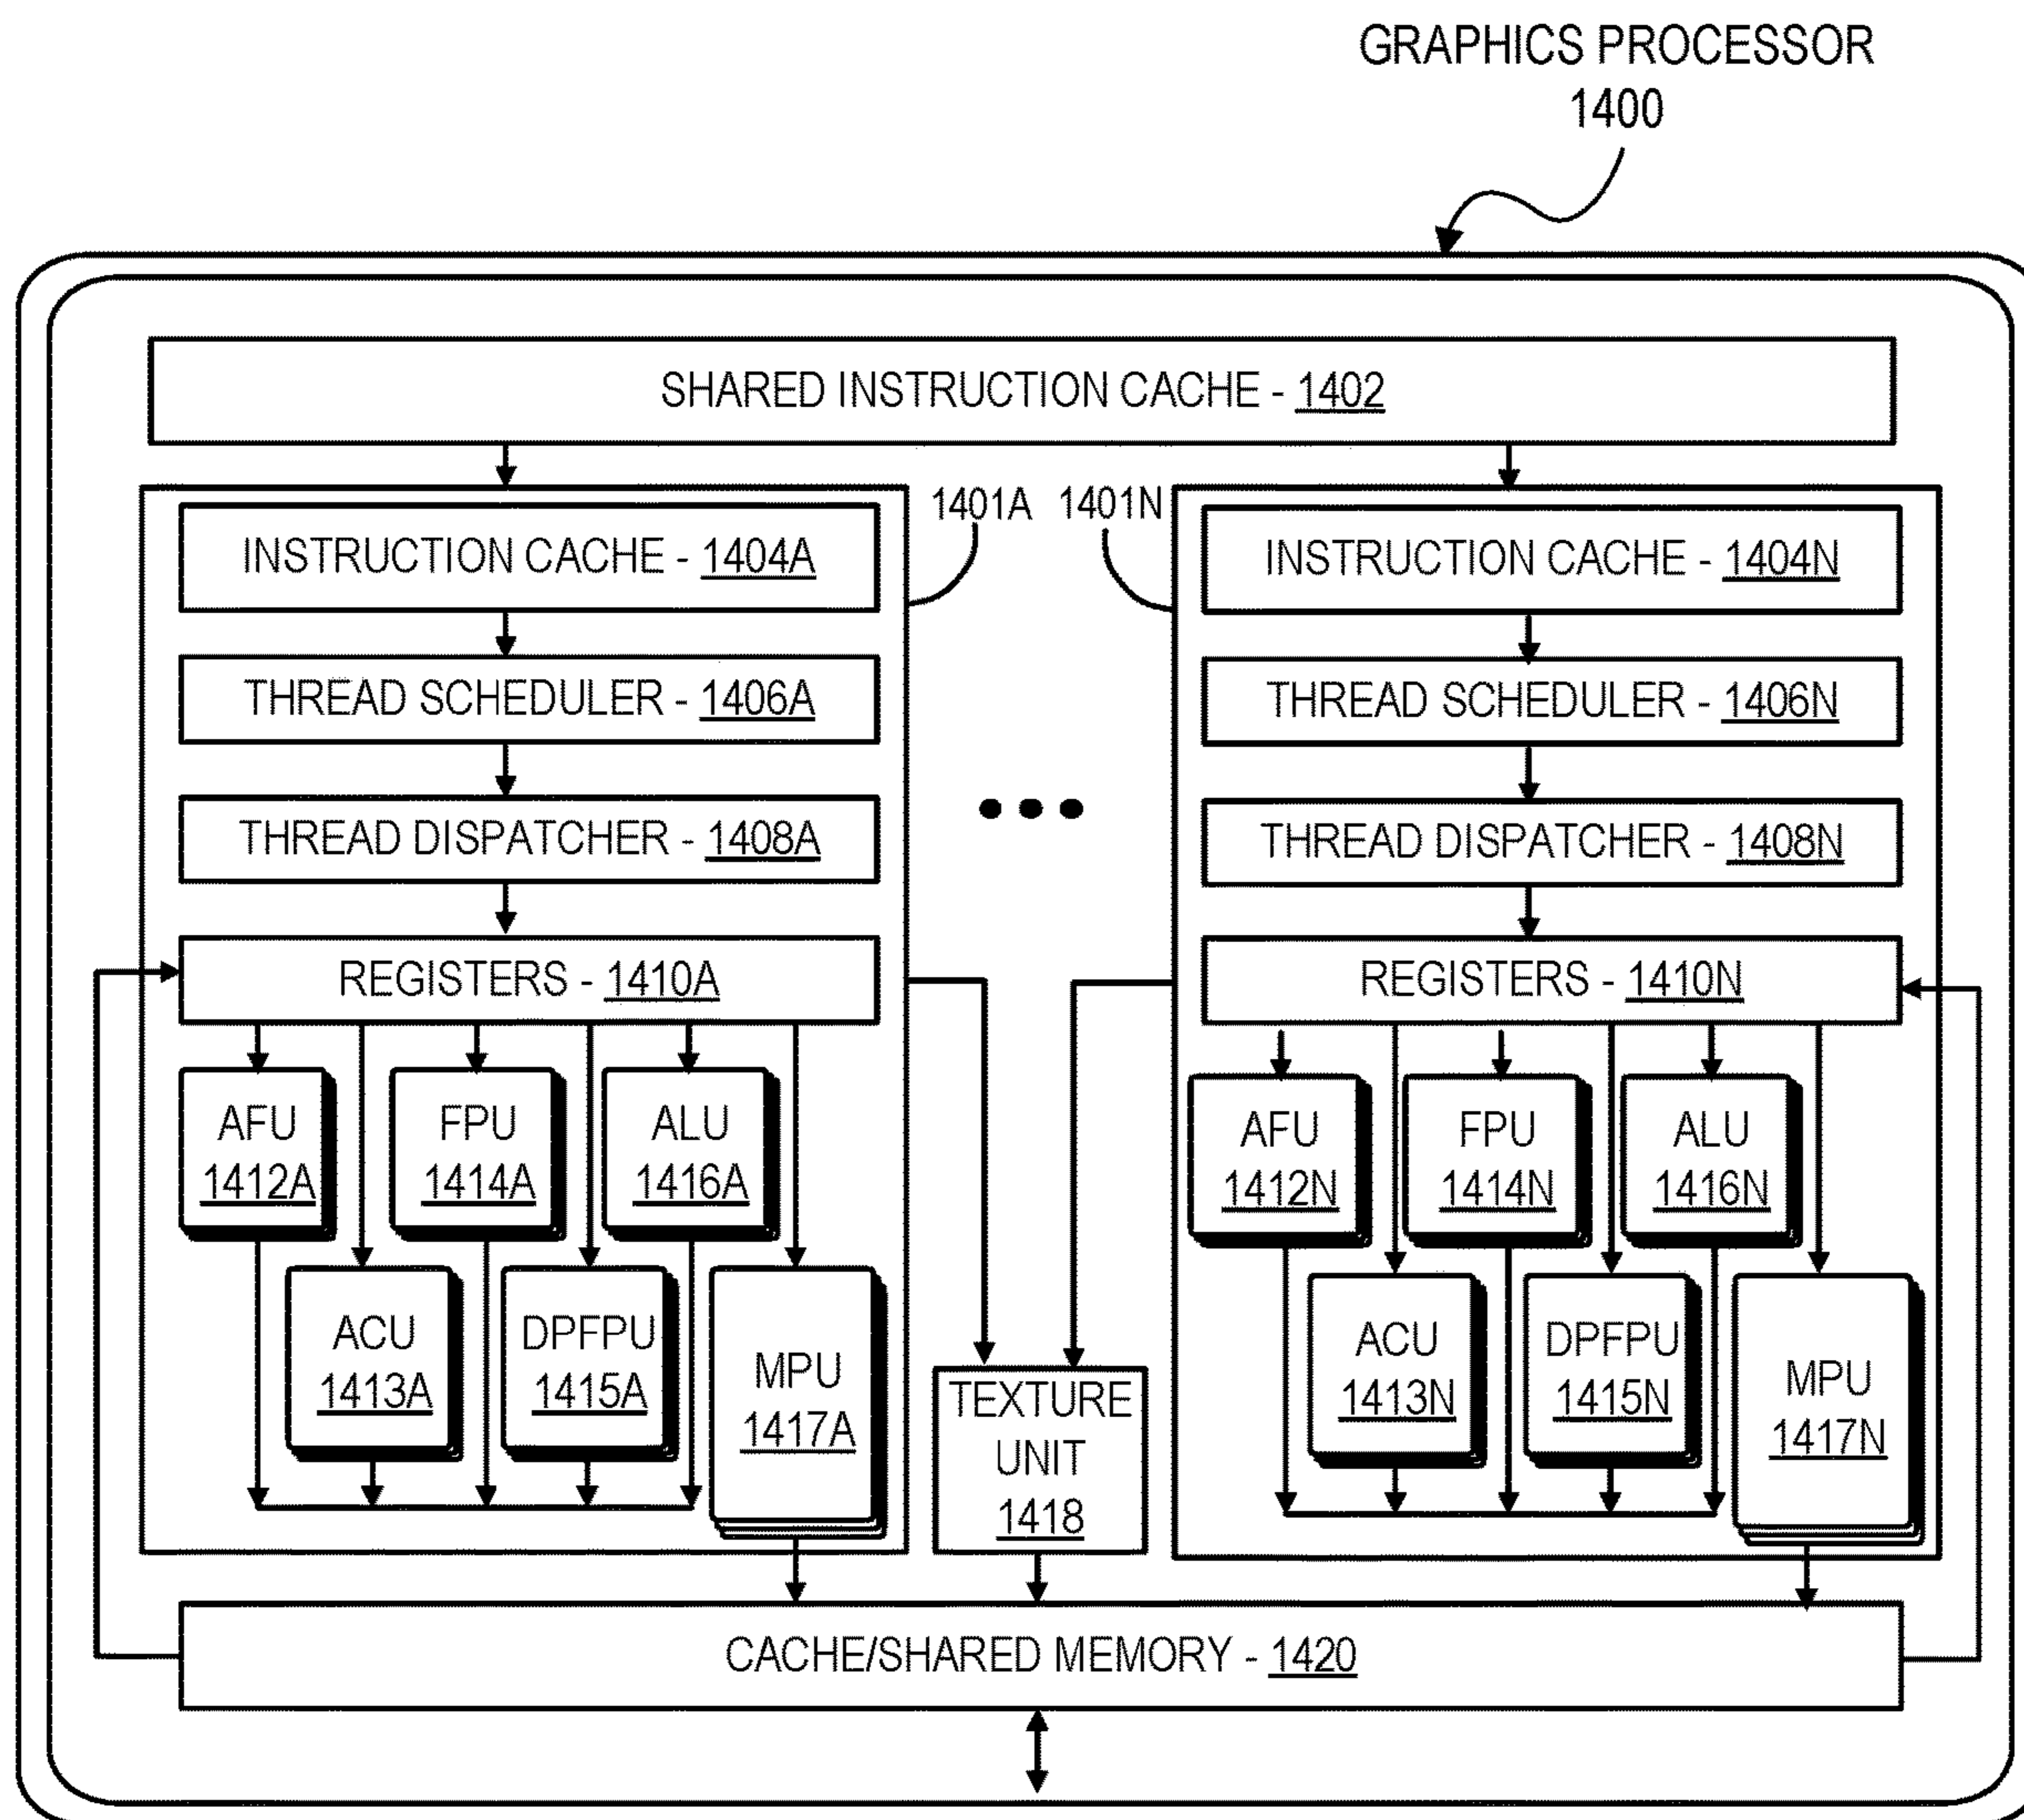 GRAPHICS PROCESSOR
1400
SHARED INSTRUCTION CACHE - 1402
1401A
1401N
INSTRUCTION CACHE - 1404A
THREAD SCHEDULER - 1406A
THREAD DISPATCHER - 1408A
REGISTERS - 1410A
AFU
1412A
FPU
1414A
ALU
1416A
ACU
1413A
DPFPU
1415A
MPU
1417A
TEXTURE
UNIT
1418
INSTRUCTION CACHE - 1404N
THREAD SCHEDULER - 1406N
THREAD DISPATCHER - 1408N
REGISTERS - 1410N
AFU
1412N
FPU
1414N
ALU
1416N
ACU
1413N
DPFPU
1415N
MPU
1417N
CACHE/SHARED MEMORY - 1420